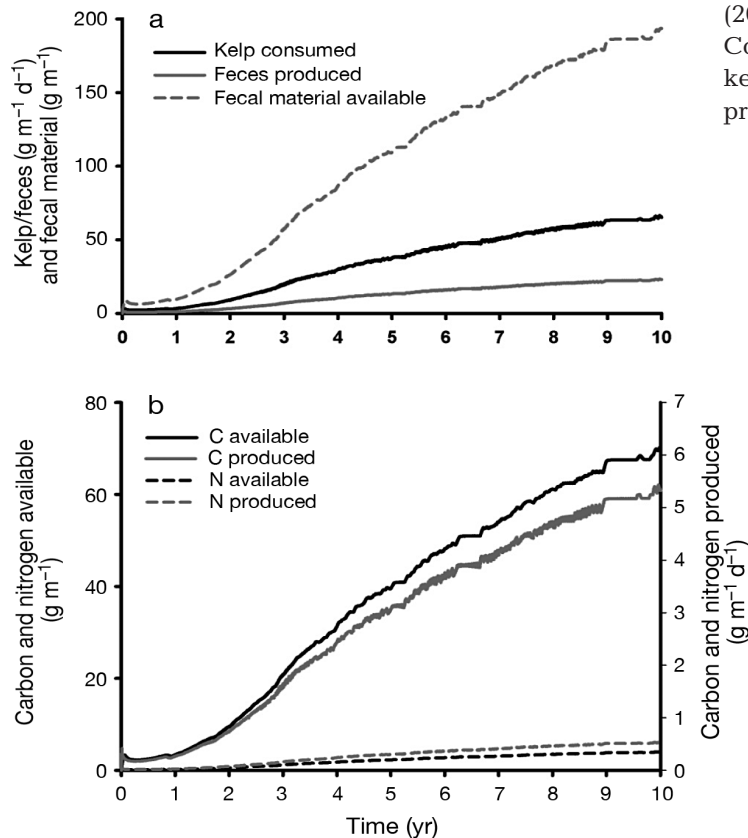 a
200
150
100
50
0
Kelp/feces (g m⁻¹ d⁻¹)
and fecal material (g m⁻¹)
Kelp consumed
Feces produced
Fecal material available
0 1 2 3 4 5 6 7 8 9 10
(20
Co
ke
pr
b
80
60
40
20
0
Carbon and nitrogen available
(g m⁻¹)
C available
C produced
N available
N produced
7
6
5
4
3
2
1
0
Carbon and nitrogen produced
(g m⁻¹ d⁻¹)
0 1 2 3 4 5 6 7 8 9 10
Time (yr)